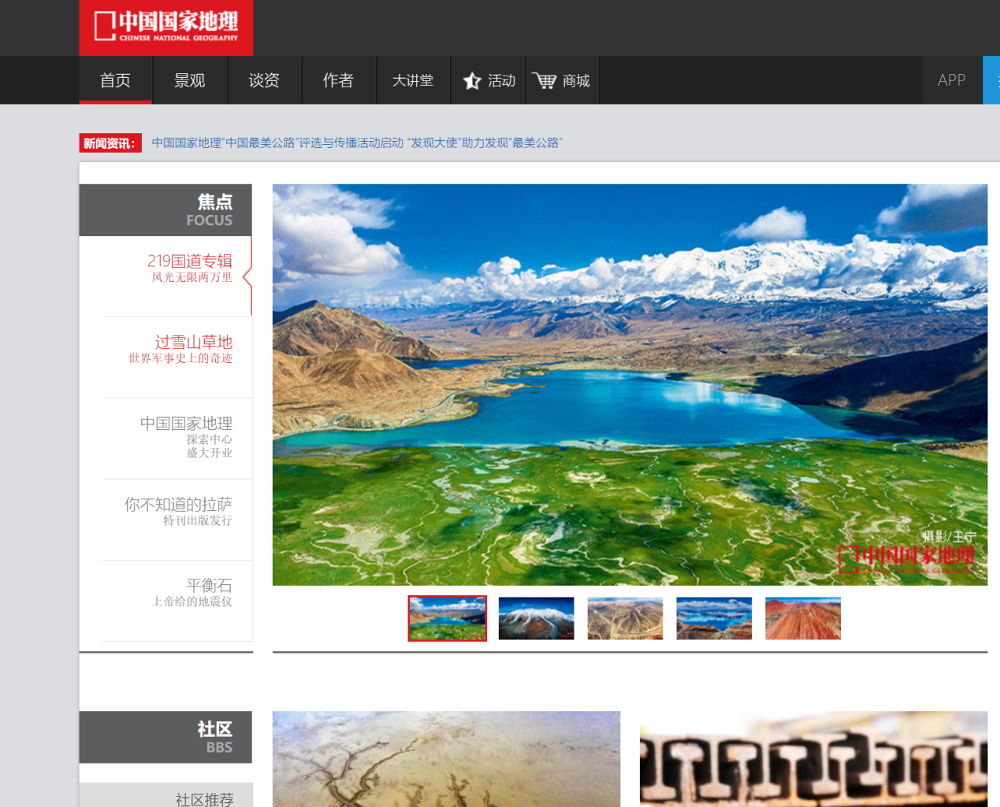 中国国家地理
CHINESE NATIONAL GEOGRAPHY
首页 景观 谈资 作者 大讲堂 活动 商城 APP
新闻资讯： 中国国家地理“中国最美公路”评选与传播活动启动 “发现大使”助力发现“最美公路”
焦点
FOCUS
219国道专辑
风光无限两万里
过雪山草地
世界军事史上的奇迹
中国国家地理
探索中心
盛大开业
你不知道的拉萨
特刊出版发行
平衡石
上帝给的地震仪
摄影/王宁
中国国家地理
CHINESE NATIONAL GEOGRAPHY
社区
BBS
社区推荐